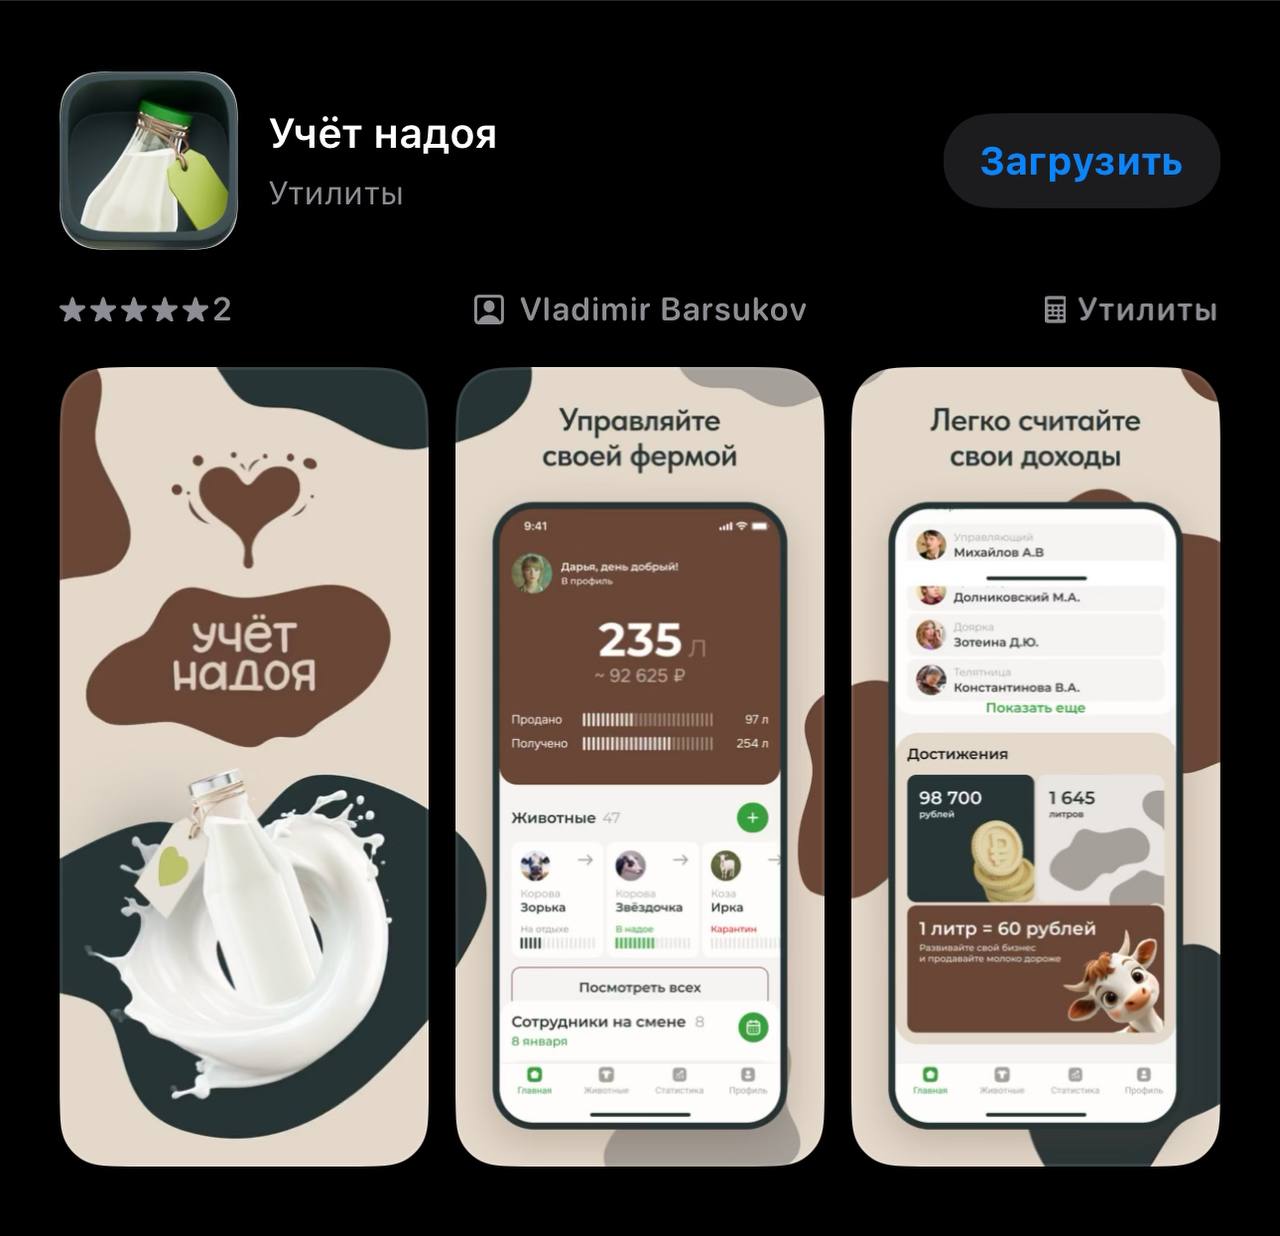 Учёт надоя
Утилиты
Загрузить
2
Vladimir Barsukov
Утилиты
учёт
надоя
Управляйте
своей фермой
9:41
Дарья, день добрый!
В профиль
235 л
~ 92 625 ₽
Продано 97 л
Получено 254 л
Животные 47
+
Корова
Зорька
На отдыхе
Корова
Звёздочка
В надое
Коза
Ирка
Карантин
Посмотреть всех
Сотрудники на смене 8
8 января
Главная Животные Статистика Профиль
Легко считайте
свои доходы
Управляющий
Михайлов А.В
Долниковский М.А.
Доярка
Зотеина Д.Ю.
Телятница
Константинова В.А.
Показать еще
Достижения
98 700
рублей
1 645
литров
1 литр = 60 рублей
Развивайте свой бизнес
и продавайте молоко дороже
Главная Животные Статистика Профиль